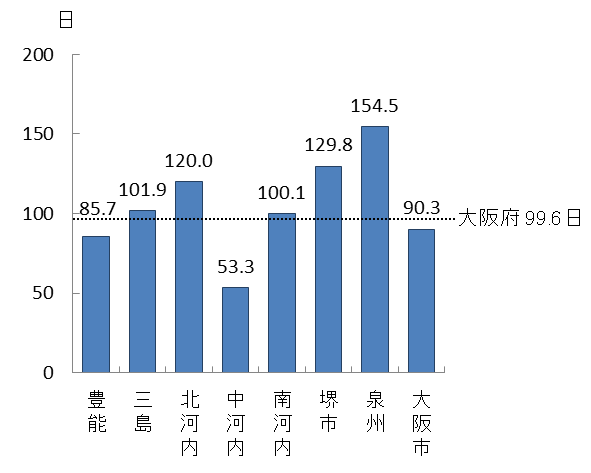 日
200
150
100
50
0
85.7
101.9
120.0
53.3
100.1
129.8
154.5
90.3
大阪府 99.6 日
豊能
三島
北河内
中河内
南河内
堺市
泉州
大阪市